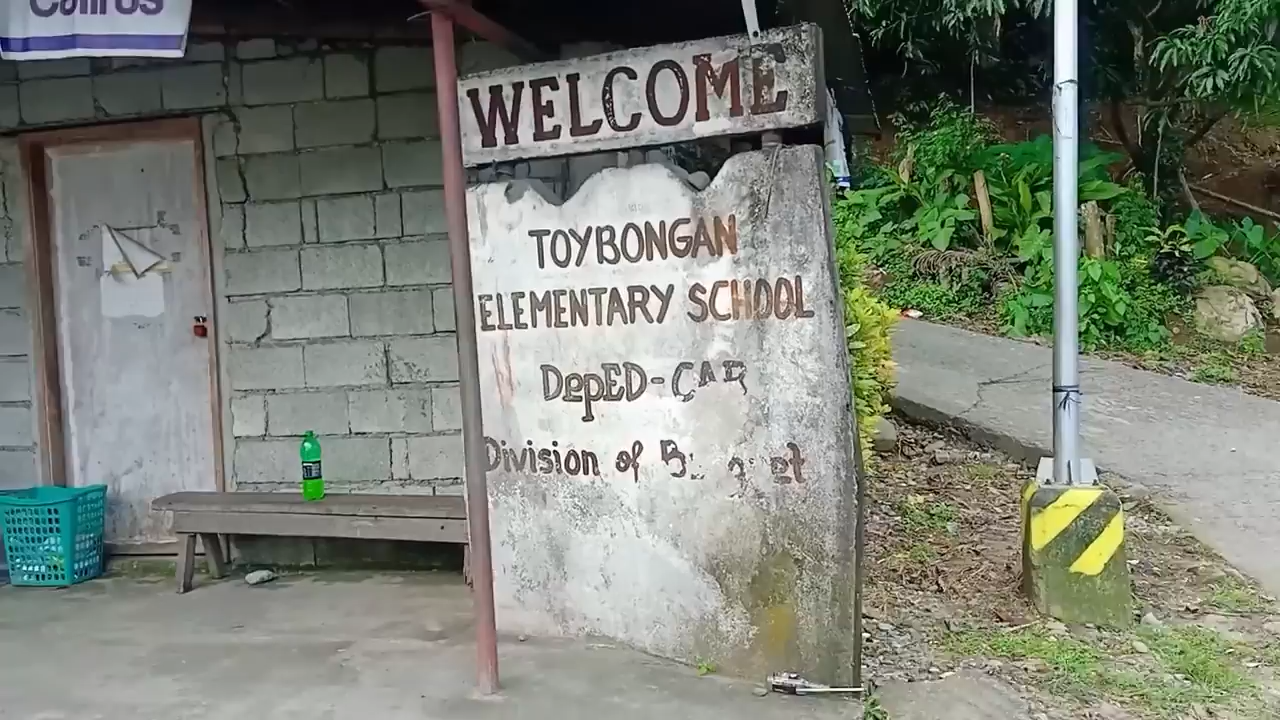 WELCOME
TOYBONGAN
ELEMENTARY SCHOOL
DepED-CAR
Division of